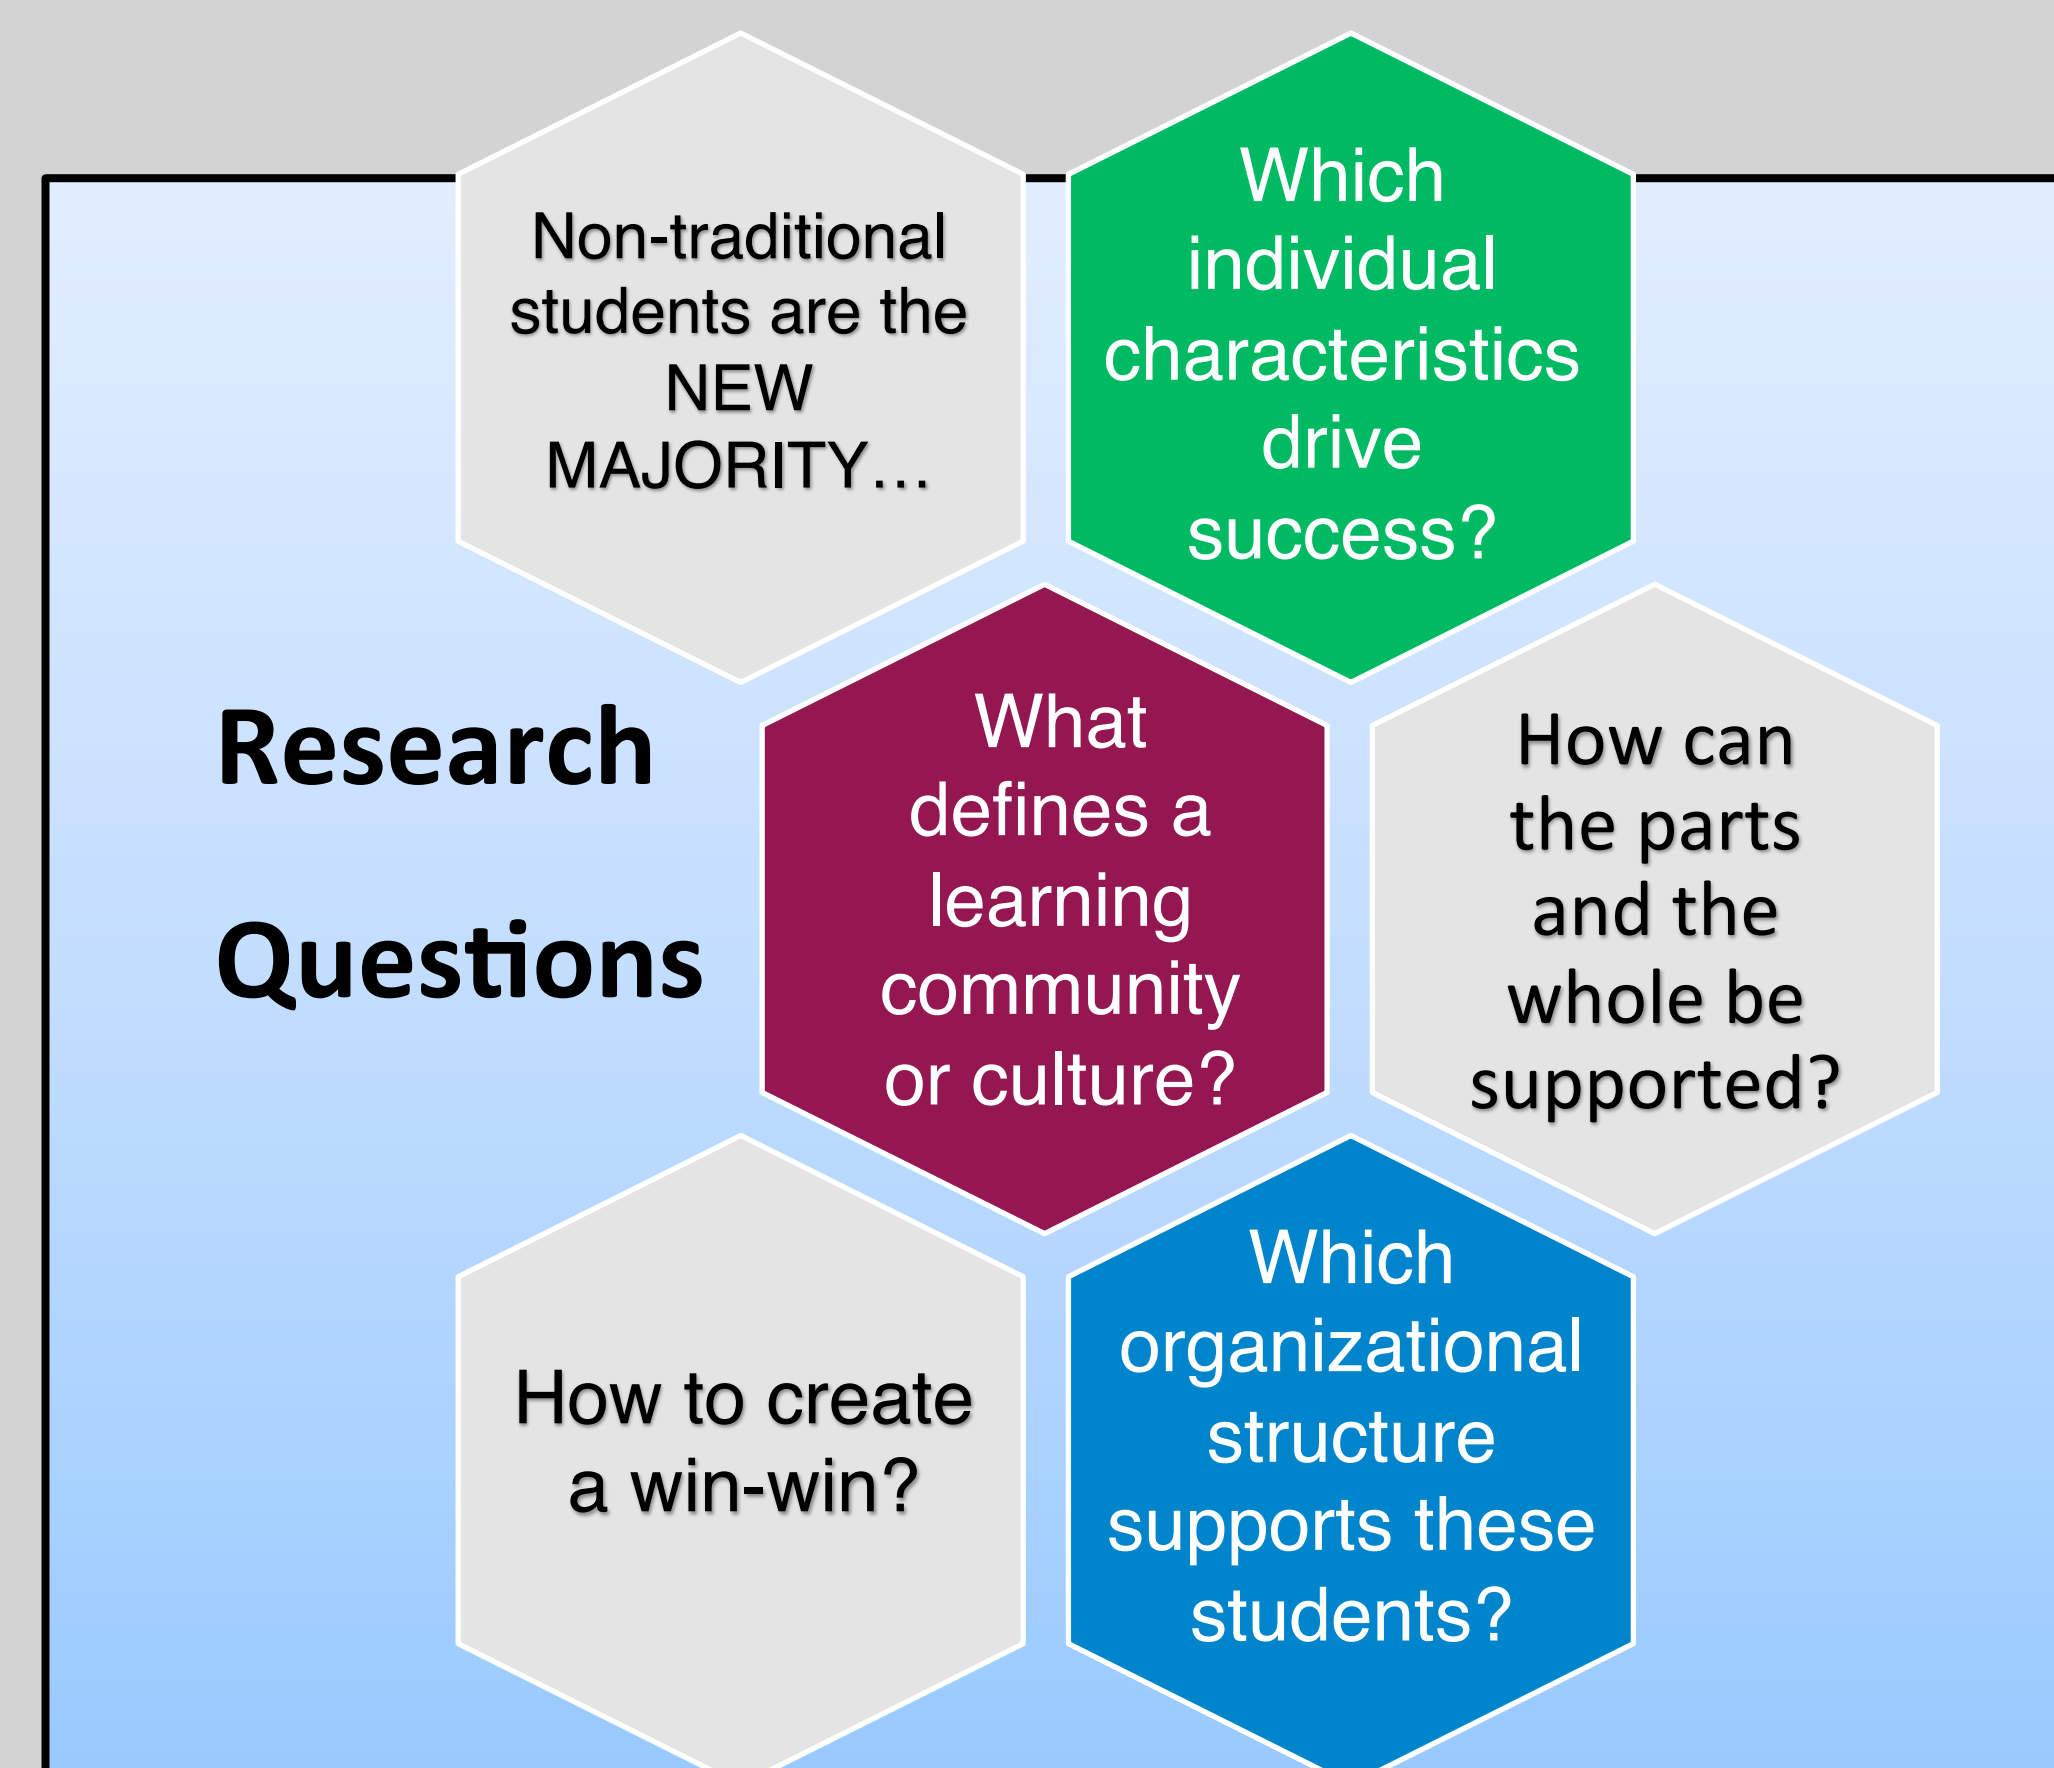 Non-traditional
students are the
NEW
MAJORITY…
Which
individual
characteristics
drive
success?
Research
Questions
What
defines a
learning
community
or culture?
How can
the parts
and the
whole be
supported?
How to create
a win-win?
Which
organizational
structure
supports these
students?